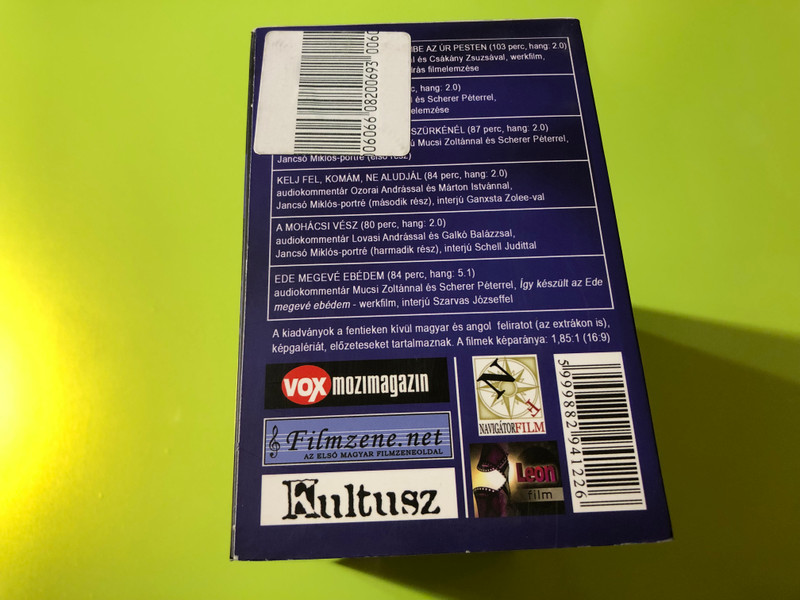 AZ ÚR PESTEN (103 perc, hang: 2.0)
és Csákány Zsuzsával, werkfilm,
filmelemzése
hang: 2.0)
és Scherer Péterrel,
06066 08200693 0060
(87 perc, hang: 2.0)
Mucsi Zoltánnal és Scherer Péterrel,
Jancsó Miklós-portré (első rész)
KELJ FEL, KOMÁM, NE ALUDJÁL (84 perc, hang: 2.0)
audiokommentár Ozorai Andrással és Márton Istvánnal,
Jancsó Miklós-portré (második rész), interjú Ganxsta Zolee-val
A MOHÁCSI VÉSZ (80 perc, hang: 2.0)
audiokommentár Lovasi Andrással és Galkó Balázzsal,
Jancsó Miklós-portré (harmadik rész), interjú Schell Judittal
EDE MEGEVÉ EBÉDEM (84 perc, hang: 5.1)
audiokommentár Mucsi Zoltánnal és Scherer Péterrel, Így készült az Ede
megevé ebédem - werkfilm, interjú Szarvas Józseffel
A kiadványok a fentieken kívül magyar és angol feliratot (az extrákon is),
képgalériát, előzeteseket tartalmaznak. A filmek képaránya: 1,85:1 (16:9)
VOX MOZIMAGAZIN
Filmzene.net
AZ ELSŐ MAGYAR FILMZENEOLDAL
Kultusz
N F
NAVIGÁTORFILM
Leon
film
5999882941226